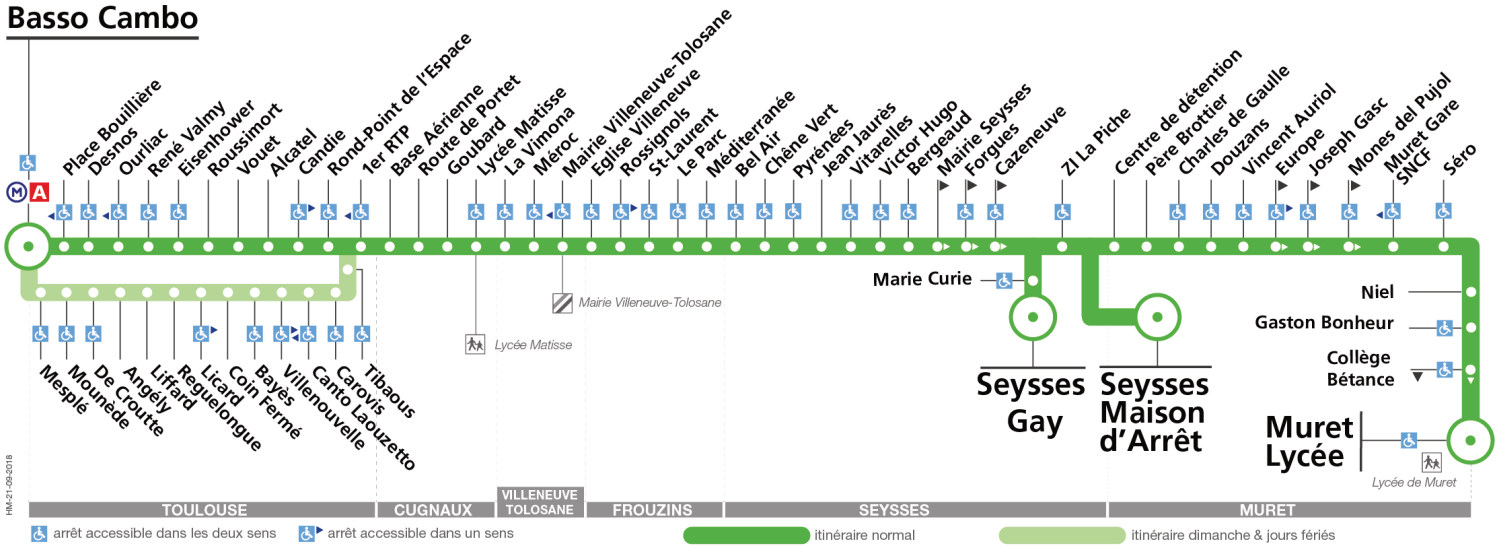 Basso Cambo
M A
Place Bouillière
Desnos
Ourliac
René Valmy
Eisenhower
Roussimort
Vouet
Alcatel
Candie
Rond-Point de l'Espace
1er RTP
Base Aérienne
Route de Portet
Goubard
Lycée Matisse
La Vimona
Méroc
Mairie Villeneuve-Tolosane
Eglise Villeneuve
Rossignols
St-Laurent
Le Parc
Méditerranée
Bel Air
Chêne Vert
Pyrénées
Jean Jaurès
Vitarelles
Victor Hugo
Bergeaud
Mairie Seysses
Forgues
Cazeneuve
ZI La Piche
Centre de détention
Père Brottier
Charles de Gaulle
Douzans
Vincent Auriol
Europe
Joseph Gasc
Mones del Pujol
Muret Gare
SNCF
Séro
Marie Curie
Niel
Mairie Villeneuve-Tolosane
Gaston Bonheur
Lycée Matisse
Collège
Bétance
Mesplé
Mounède
De Croutte
Angély
Liffard
Reguelongue
Licard
Coin Fermé
Bayès
Villenouvelle
Canto Laouzetto
Carovis
Tibaous
Seysses
Gay
Seysses
Maison
d'Arrêt
Muret
Lycée
Lycée de Muret
HM-21-09-2018
TOULOUSE
CUGNAUX
VILLENEUVE
TOLOSANE
FROUZINS
SEYSSES
MURET
arrêt accessible dans les deux sens
arrêt accessible dans un sens
itinéraire normal
itinéraire dimanche & jours fériés